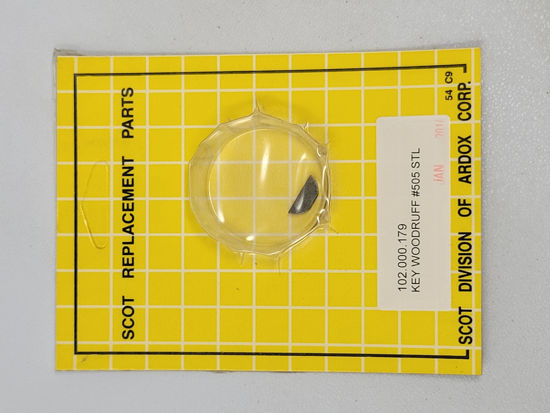 SCOT REPLACEMENT PARTS
102.000.179
KEY WOODRUFF #505 STL
JAN
SCOT DIVISION OF ARDOX CORP.
54 C9